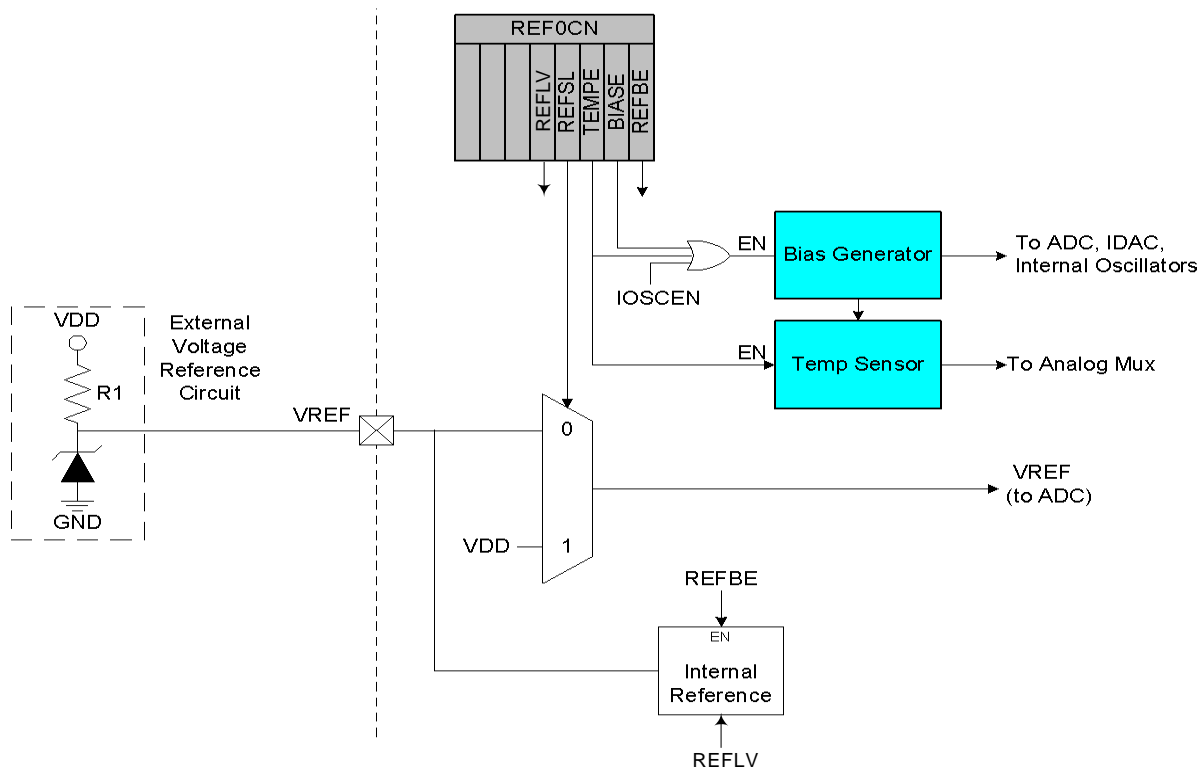 REF0CN
REFLV
REFSL
TEMPE
BIASE
REFBE
EN
Bias Generator
To ADC, IDAC,
Internal Oscillators
IOSCEN
VDD
External
Voltage
Reference
Circuit
R1
GND
EN
Temp Sensor
To Analog Mux
VREF
0
VREF
(to ADC)
VDD
1
REFBE
EN
Internal
Reference
REFLV